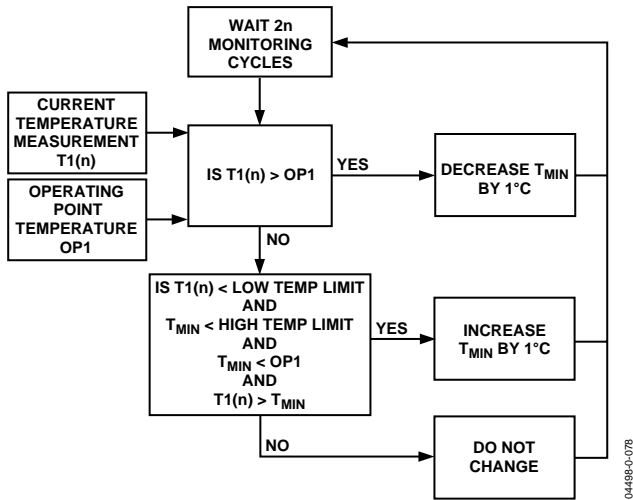 WAIT 2n
MONITORING
CYCLES
CURRENT
TEMPERATURE
MEASUREMENT
T1(n)
OPERATING
POINT
TEMPERATURE
OP1
IS T1(n) > OP1
YES
DECREASE TMIN
BY 1°C
NO
IS T1(n) < LOW TEMP LIMIT
AND
TMIN < HIGH TEMP LIMIT
AND
TMIN < OP1
AND
T1(n) > TMIN
YES
INCREASE
TMIN BY 1°C
NO
DO NOT
CHANGE
04498-0-078